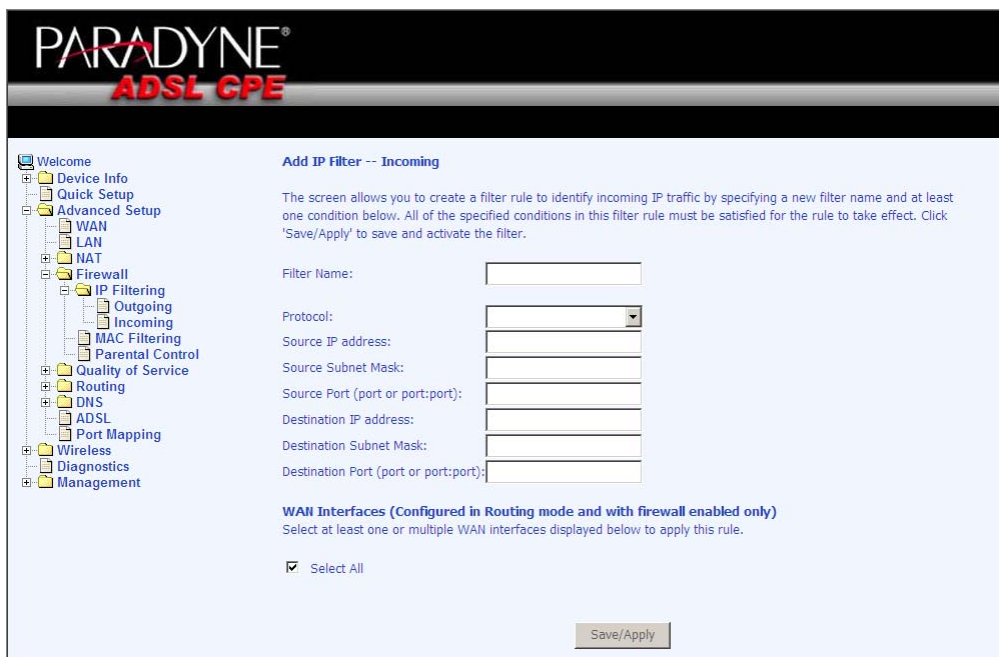 PARADYNE®
ADSL CPE
Welcome
Device Info
Quick Setup
Advanced Setup
WAN
LAN
NAT
Firewall
IP Filtering
Outgoing
Incoming
MAC Filtering
Parental Control
Quality of Service
Routing
DNS
ADSL
Port Mapping
Wireless
Diagnostics
Management
Add IP Filter -- Incoming
The screen allows you to create a filter rule to identify incoming IP traffic by specifying a new filter name and at least
one condition below. All of the specified conditions in this filter rule must be satisfied for the rule to take effect. Click
'Save/Apply' to save and activate the filter.
Filter Name:
Protocol:
Source IP address:
Source Subnet Mask:
Source Port (port or port:port):
Destination IP address:
Destination Subnet Mask:
Destination Port (port or port:port):
WAN Interfaces (Configured in Routing mode and with firewall enabled only)
Select at least one or multiple WAN interfaces displayed below to apply this rule.
Select All
Save/Apply